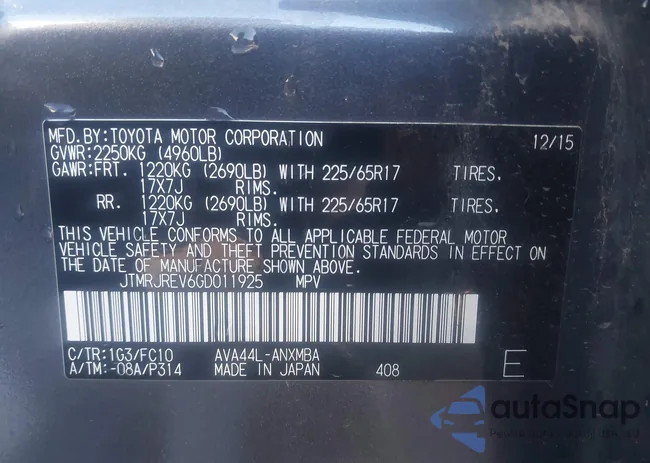 MFD.BY:TOYOTA MOTOR CORPORATION 12/15
GVWR:2250KG (4960LB)
GAWR:FRT. 1220KG (2690LB) WITH 225/65R17 TIRES,
17X7J RIMS.
RR. 1220KG (2690LB) WITH 225/65R17 TIRES,
17X7J RIMS.
THIS VEHICLE CONFORMS TO ALL APPLICABLE FEDERAL MOTOR
VEHICLE SAFETY AND THEFT PREVENTION STANDARDS IN EFFECT ON
THE DATE OF MANUFACTURE SHOWN ABOVE.
JTMRJREV6GD011925 MPV
C/TR:1G3/FC10 AVA44L-ANXMBA
A/TM:-08A/P314 MADE IN JAPAN 408 E
autoSnap